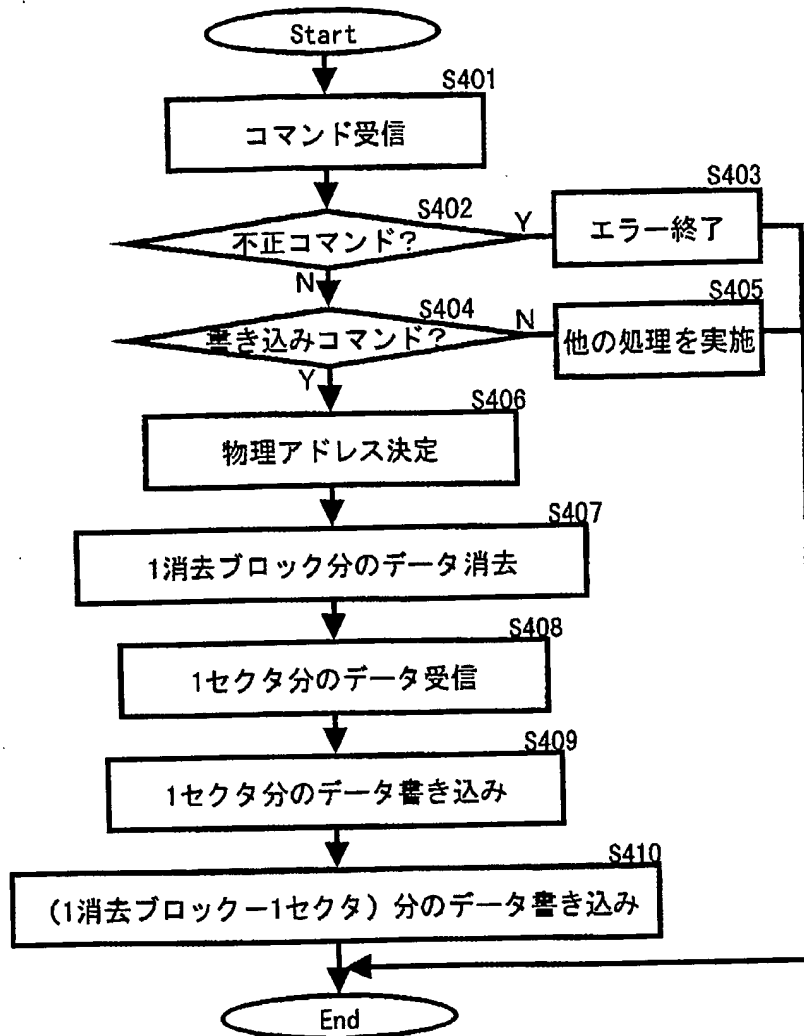 Start
S401
コマンド受信
S402
不正コマンド?
Y
S403
エラー終了
N
S404
書き込みコマンド?
N
S405
他の処理を実施
Y
S406
物理アドレス決定
S407
1消去ブロック分のデータ消去
S408
1セクタ分のデータ受信
S409
1セクタ分のデータ書き込み
S410
(1消去ブロックー1セクタ)分のデータ書き込み
End